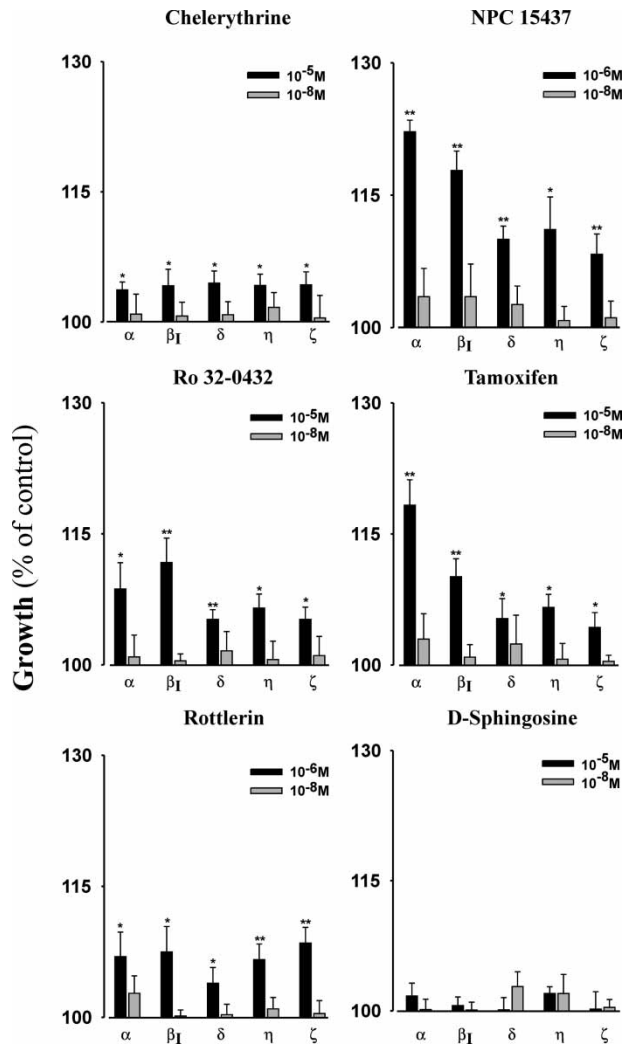 Chelerythrine
130
115
100
10⁻⁵M
10⁻⁸M
* * * * *
α βI δ η ζ
NPC 15437
130
115
100
10⁻⁶M
10⁻⁸M
** ** ** * **
α βI δ η ζ
Growth (% of control)
Ro 32-0432
130
115
100
10⁻⁵M
10⁻⁸M
* ** ** * *
α βI δ η ζ
Tamoxifen
130
115
100
10⁻⁵M
10⁻⁸M
** ** * * *
α βI δ η ζ
Rottlerin
130
115
100
10⁻⁶M
10⁻⁸M
* * * ** **
α βI δ η ζ
D-Sphingosine
130
115
100
10⁻⁵M
10⁻⁸M
α βI δ η ζ